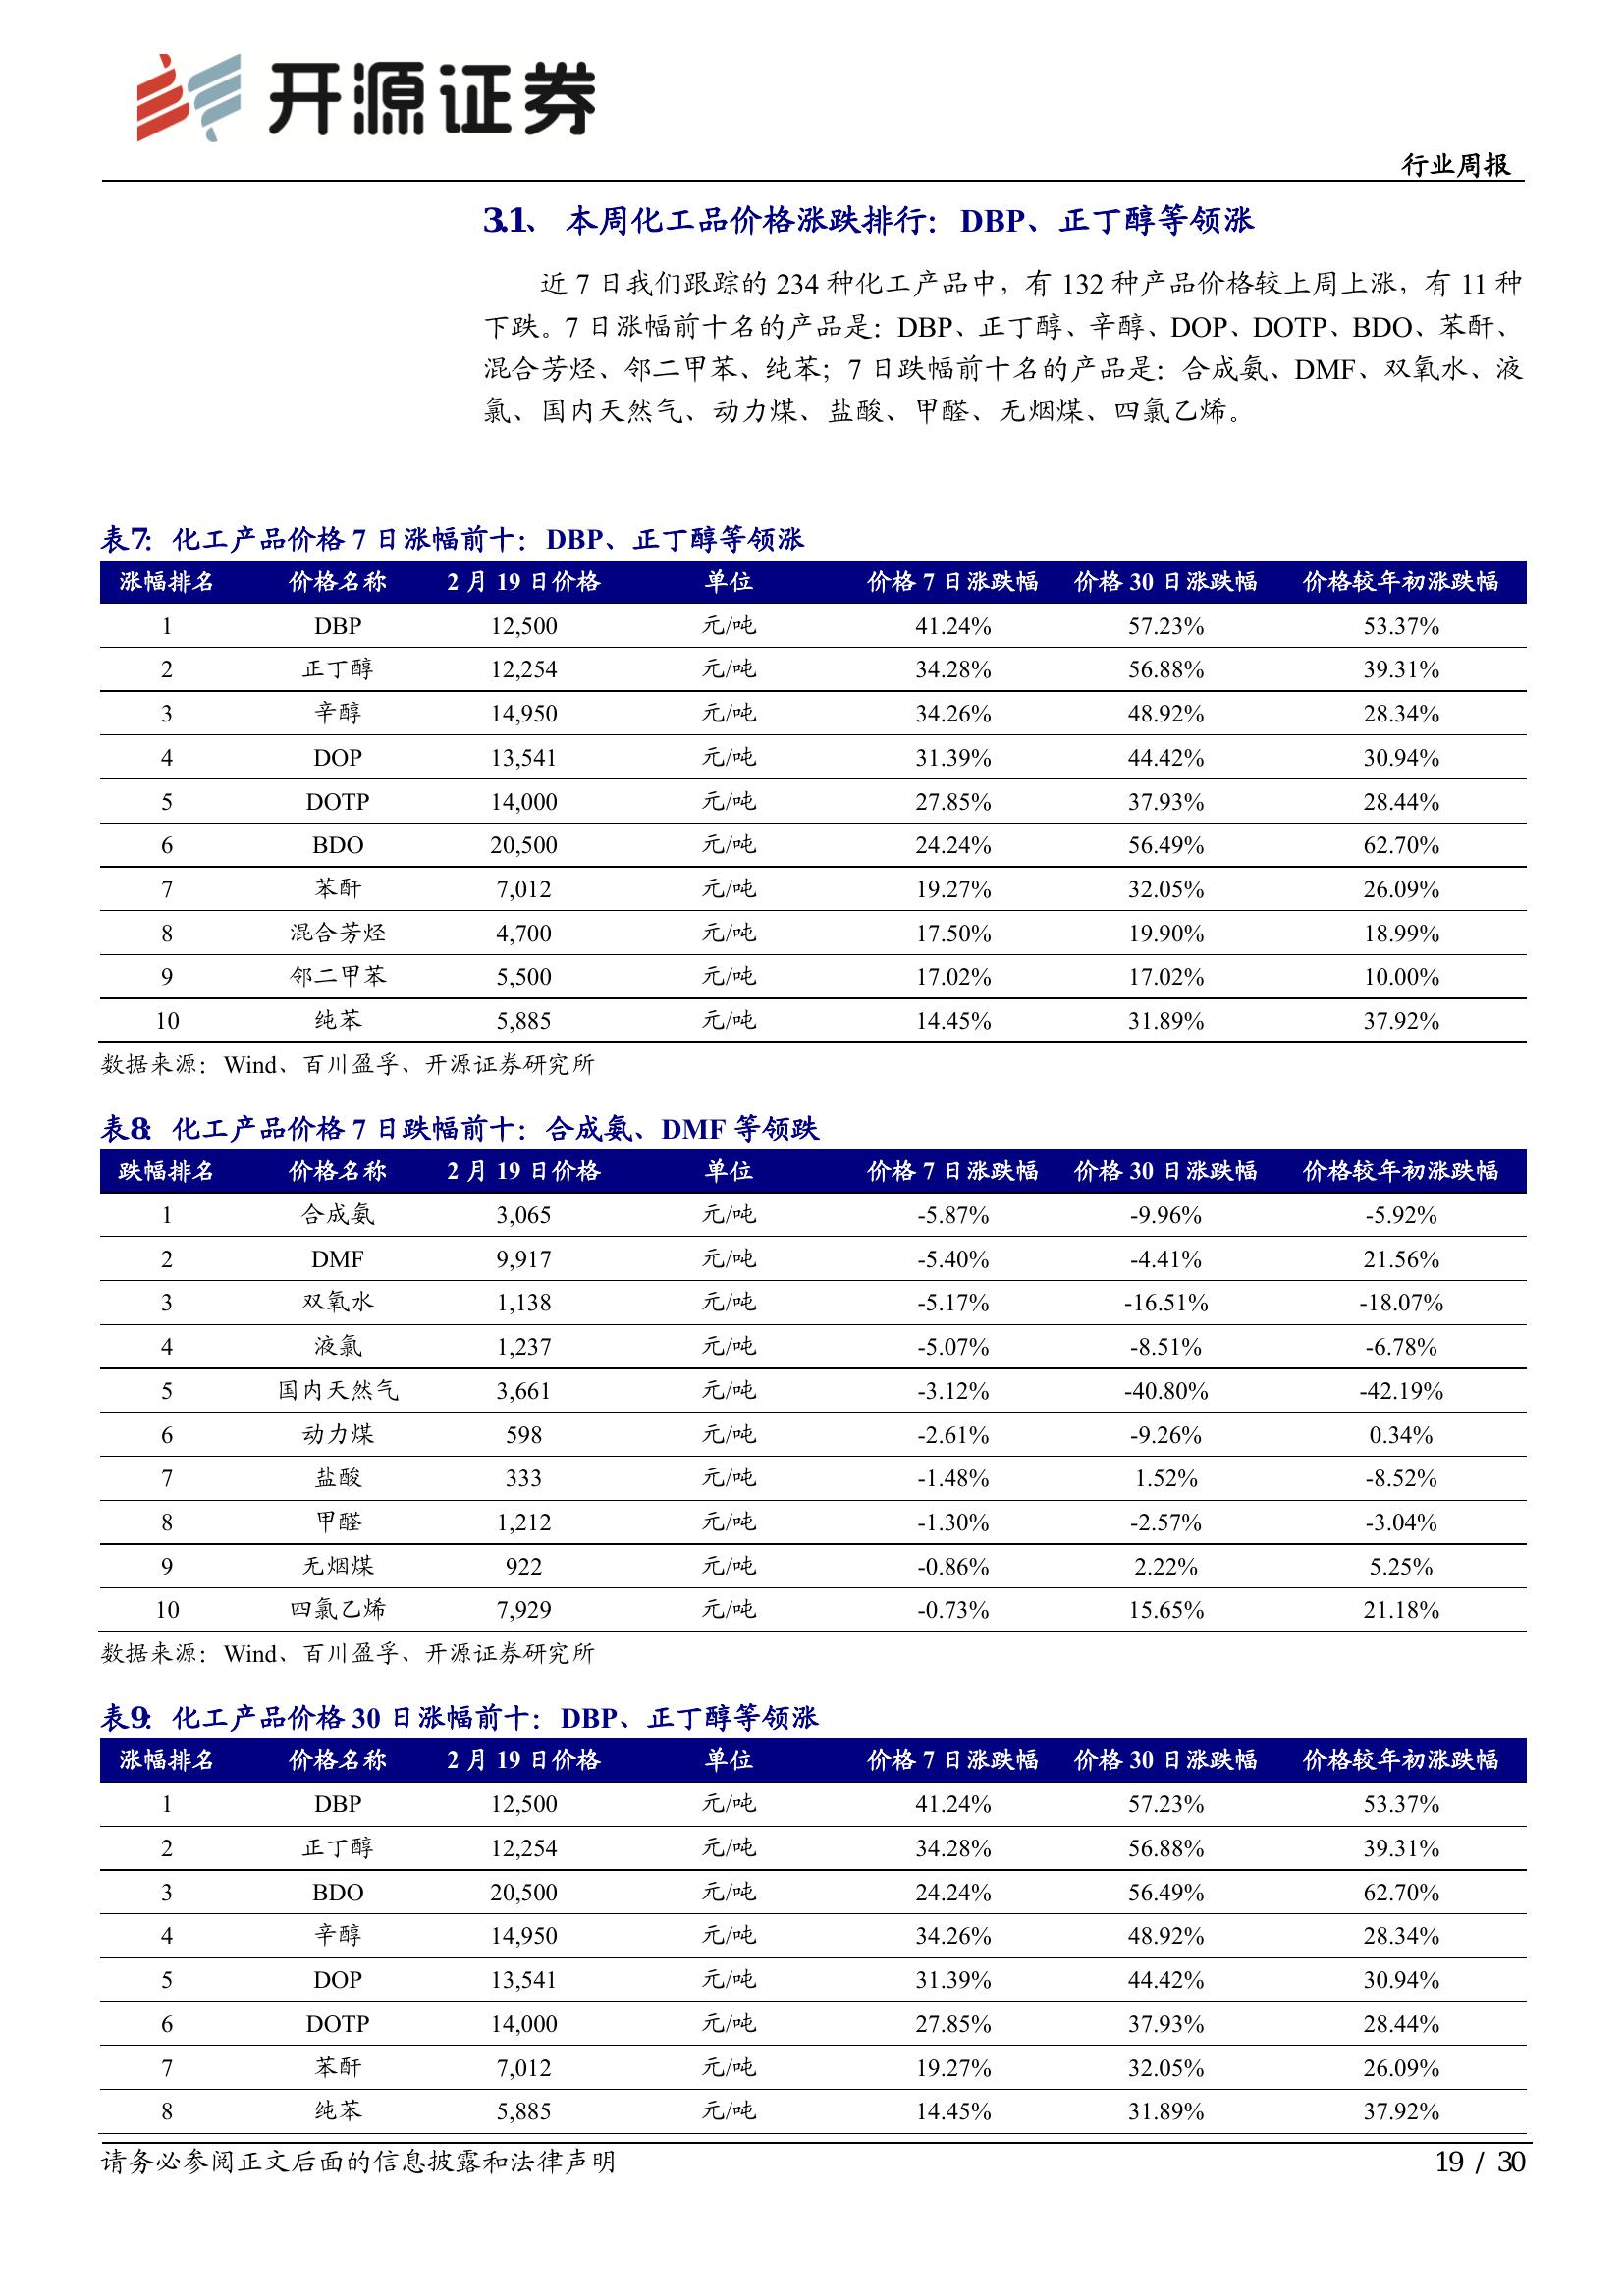 开源证券
行业周报
3.1、 本周化工品价格涨跌排行：DBP、正丁醇等领涨
近 7 日我们跟踪的 234 种化工产品中，有 132 种产品价格较上周上涨，有 11 种
下跌。7 日涨幅前十名的产品是：DBP、正丁醇、辛醇、DOP、DOTP、BDO、苯酐、
混合芳烃、邻二甲苯、纯苯；7 日跌幅前十名的产品是：合成氨、DMF、双氧水、液
氯、国内天然气、动力煤、盐酸、甲醛、无烟煤、四氯乙烯。
表7：化工产品价格 7 日涨幅前十：DBP、正丁醇等领涨
涨幅排名 价格名称 2 月 19 日价格 单位 价格 7 日涨跌幅 价格 30 日涨跌幅 价格较年初涨跌幅
1 DBP 12,500 元/吨 41.24% 57.23% 53.37%
2 正丁醇 12,254 元/吨 34.28% 56.88% 39.31%
3 辛醇 14,950 元/吨 34.26% 48.92% 28.34%
4 DOP 13,541 元/吨 31.39% 44.42% 30.94%
5 DOTP 14,000 元/吨 27.85% 37.93% 28.44%
6 BDO 20,500 元/吨 24.24% 56.49% 62.70%
7 苯酐 7,012 元/吨 19.27% 32.05% 26.09%
8 混合芳烃 4,700 元/吨 17.50% 19.90% 18.99%
9 邻二甲苯 5,500 元/吨 17.02% 17.02% 10.00%
10 纯苯 5,885 元/吨 14.45% 31.89% 37.92%
数据来源：Wind、百川盈孚、开源证券研究所
表8：化工产品价格 7 日跌幅前十：合成氨、DMF 等领跌
跌幅排名 价格名称 2 月 19 日价格 单位 价格 7 日涨跌幅 价格 30 日涨跌幅 价格较年初涨跌幅
1 合成氨 3,065 元/吨 -5.87% -9.96% -5.92%
2 DMF 9,917 元/吨 -5.40% -4.41% 21.56%
3 双氧水 1,138 元/吨 -5.17% -16.51% -18.07%
4 液氯 1,237 元/吨 -5.07% -8.51% -6.78%
5 国内天然气 3,661 元/吨 -3.12% -40.80% -42.19%
6 动力煤 598 元/吨 -2.61% -9.26% 0.34%
7 盐酸 333 元/吨 -1.48% 1.52% -8.52%
8 甲醛 1,212 元/吨 -1.30% -2.57% -3.04%
9 无烟煤 922 元/吨 -0.86% 2.22% 5.25%
10 四氯乙烯 7,929 元/吨 -0.73% 15.65% 21.18%
数据来源：Wind、百川盈孚、开源证券研究所
表9：化工产品价格 30 日涨幅前十：DBP、正丁醇等领涨
涨幅排名 价格名称 2 月 19 日价格 单位 价格 7 日涨跌幅 价格 30 日涨跌幅 价格较年初涨跌幅
1 DBP 12,500 元/吨 41.24% 57.23% 53.37%
2 正丁醇 12,254 元/吨 34.28% 56.88% 39.31%
3 BDO 20,500 元/吨 24.24% 56.49% 62.70%
4 辛醇 14,950 元/吨 34.26% 48.92% 28.34%
5 DOP 13,541 元/吨 31.39% 44.42% 30.94%
6 DOTP 14,000 元/吨 27.85% 37.93% 28.44%
7 苯酐 7,012 元/吨 19.27% 32.05% 26.09%
8 纯苯 5,885 元/吨 14.45% 31.89% 37.92%
请务必参阅正文后面的信息披露和法律声明 19 / 30